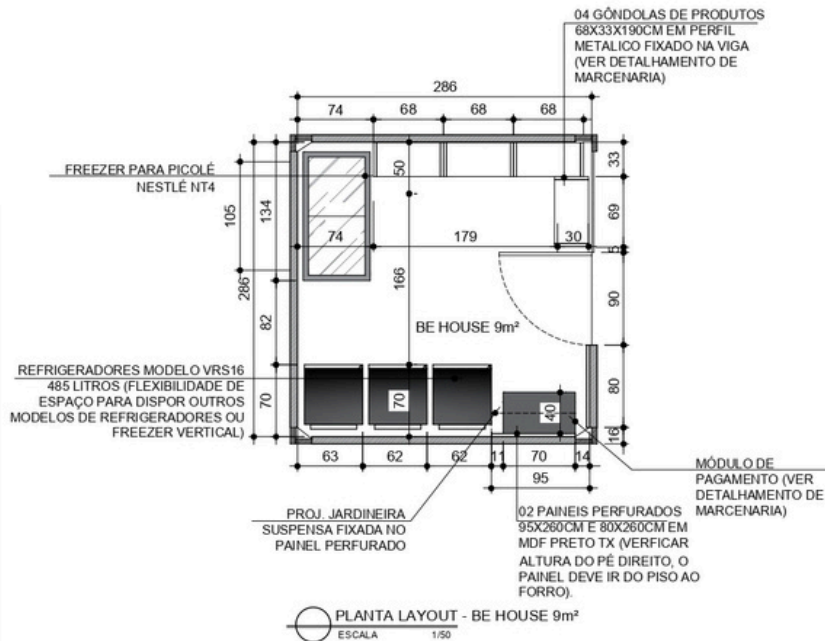 04 GÔNDOLAS DE PRODUTOS
68X33X190CM EM PERFIL
METALICO FIXADO NA VIGA
(VER DETALHAMENTO DE
MARCENARIA)
286
74
68
68
68
FREEZER PARA PICOLÉ
NESTLÉ NT4
50
33
105
134
69
74
179
30
5
286
166
90
82
BE HOUSE 9m²
REFRIGERADORES MODELO VRS16
485 LITROS (FLEXIBILIDADE DE
ESPAÇO PARA DISPOR OUTROS
MODELOS DE REFRIGERADORES OU
FREEZER VERTICAL)
70
70
40
80
16
63
62
62
11
70
14
95
MÓDULO DE
PAGAMENTO (VER
DETALHAMENTO DE
MARCENARIA)
PROJ. JARDINEIRA
SUSPENSA FIXADA NO
PAINEL PERFURADO
02 PAINEIS PERFURADOS
95X260CM E 80X260CM EM
MDF PRETO TX (VERFICAR
ALTURA DO PÉ DIREITO, O
PAINEL DEVE IR DO PISO AO
FORRO).
PLANTA LAYOUT - BE HOUSE 9m²
ESCALA 1/50